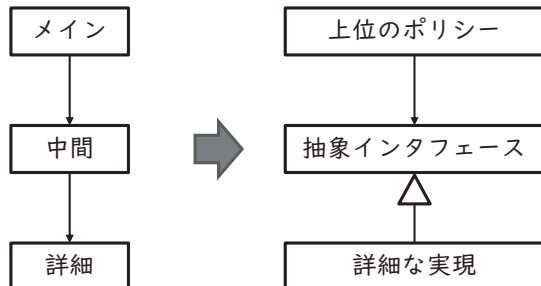 メイン
中間
詳細
上位のポリシー
抽象インタフェース
詳細な実現